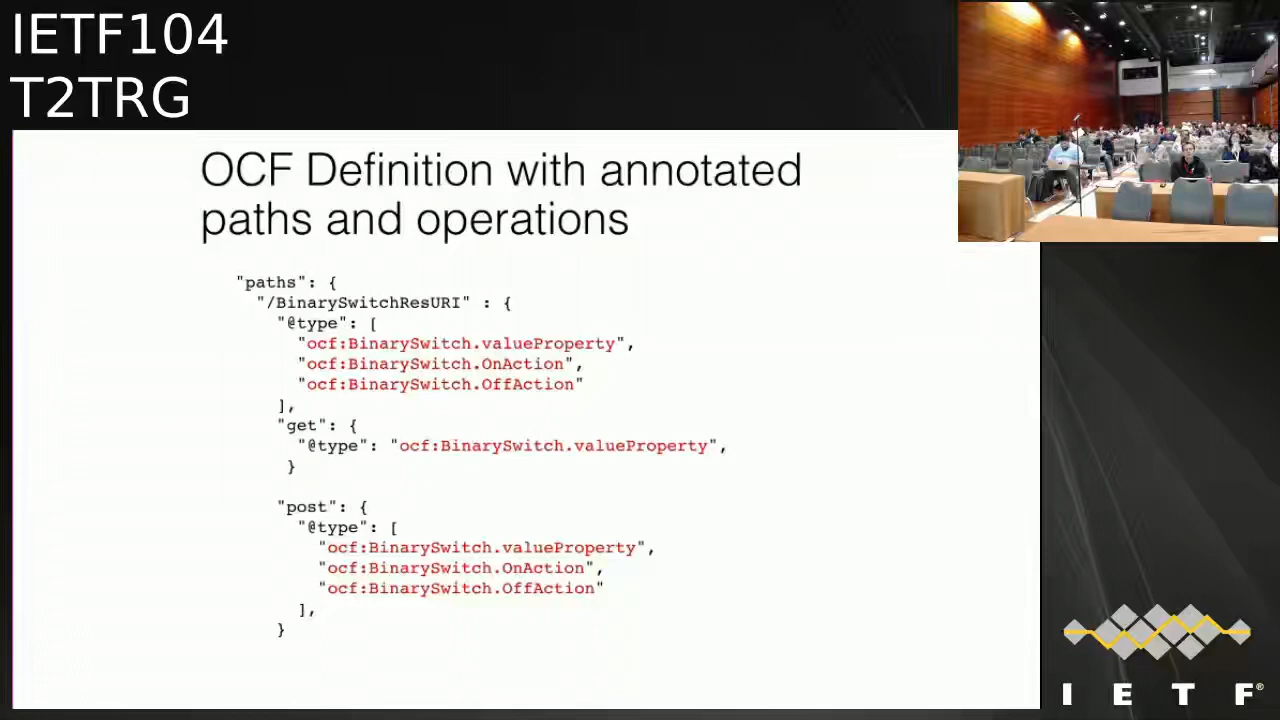 IETF104
T2TRG
OCF Definition with annotated
paths and operations
"paths": {
"/BinarySwitchResURI" : {
"@type": [
"ocf:BinarySwitch.valueProperty",
"ocf:BinarySwitch.OnAction",
"ocf:BinarySwitch.OffAction"
],
"get": {
"@type": "ocf:BinarySwitch.valueProperty",
}
"post": {
"@type": [
"ocf:BinarySwitch.valueProperty",
"ocf:BinarySwitch.OnAction",
"ocf:BinarySwitch.OffAction"
],
}
I E T F®